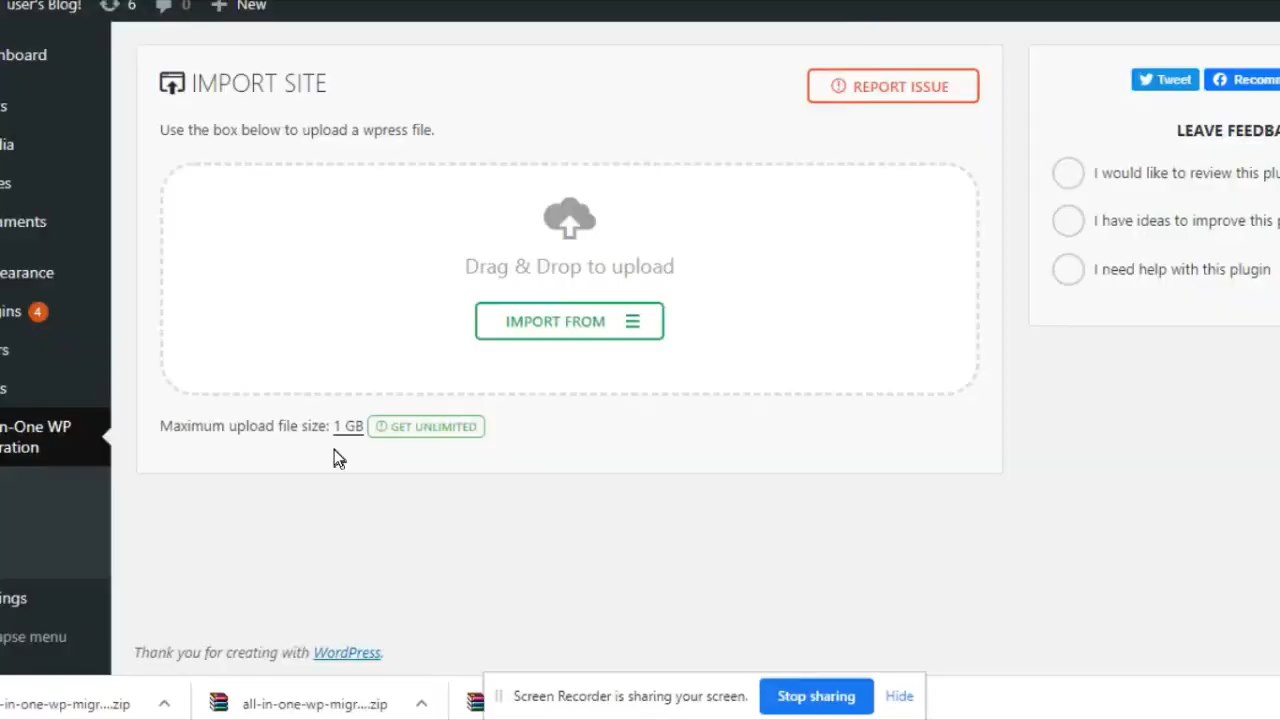 user's Blog! 6 0 New
hboard
s
dia
es
ments
earance
gins 4
rs
s
n-One WP
ration
ings
apse menu
IMPORT SITE
REPORT ISSUE
Use the box below to upload a wpress file.
Drag & Drop to upload
IMPORT FROM
Maximum upload file size: 1 GB GET UNLIMITED
Tweet Recomm
LEAVE FEEDBA
I would like to review this plu
I have ideas to improve this p
I need help with this plugin
Thank you for creating with WordPress.
-in-one-wp-migr....zip
all-in-one-wp-migr....zip
Screen Recorder is sharing your screen. Stop sharing Hide